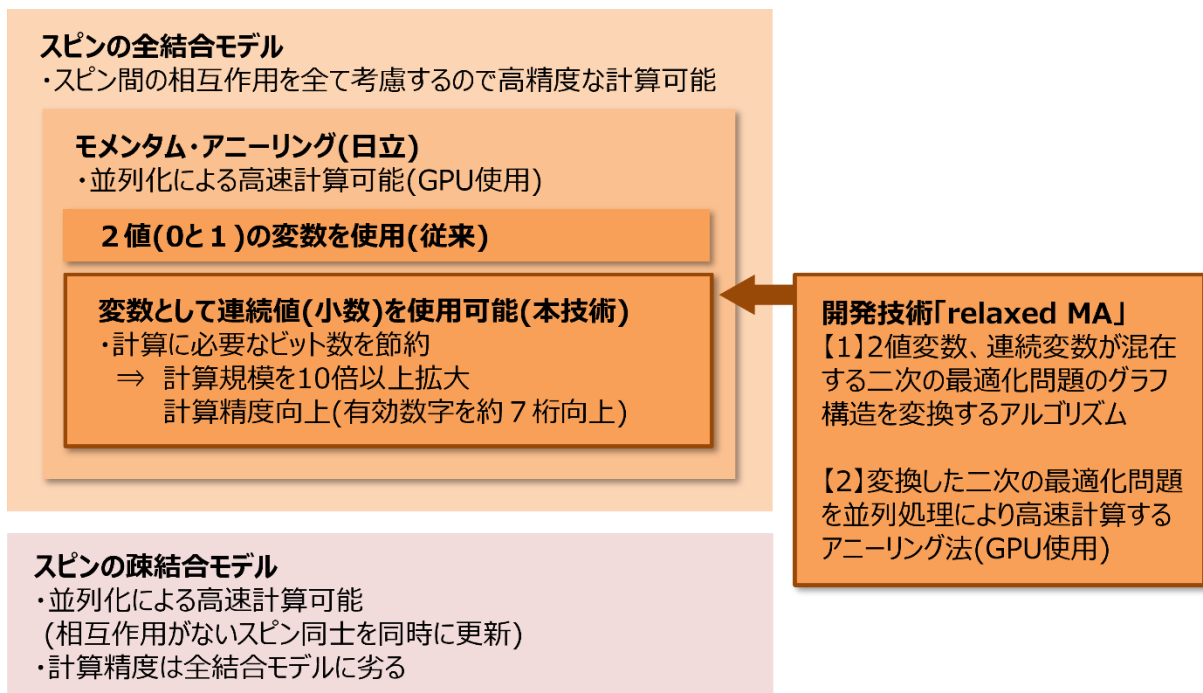 スピンの全結合モデル
・スピン間の相互作用を全て考慮するので高精度な計算可能
モメンタム・アニーリング(日立)
・並列化による高速計算可能(GPU使用)
２値(0と１)の変数を使用(従来)
変数として連続値(小数)を使用可能(本技術)
・計算に必要なビット数を節約
⇒ 計算規模を10倍以上拡大
計算精度向上(有効数字を約７桁向上)
開発技術「relaxed MA」
【1】2値変数、連続変数が混在
する二次の最適化問題のグラフ
構造を変換するアルゴリズム
【2】変換した二次の最適化問題
を並列処理により高速計算する
アニーリング法(GPU使用)
スピンの疎結合モデル
・並列化による高速計算可能
(相互作用がないスピン同士を同時に更新)
・計算精度は全結合モデルに劣る